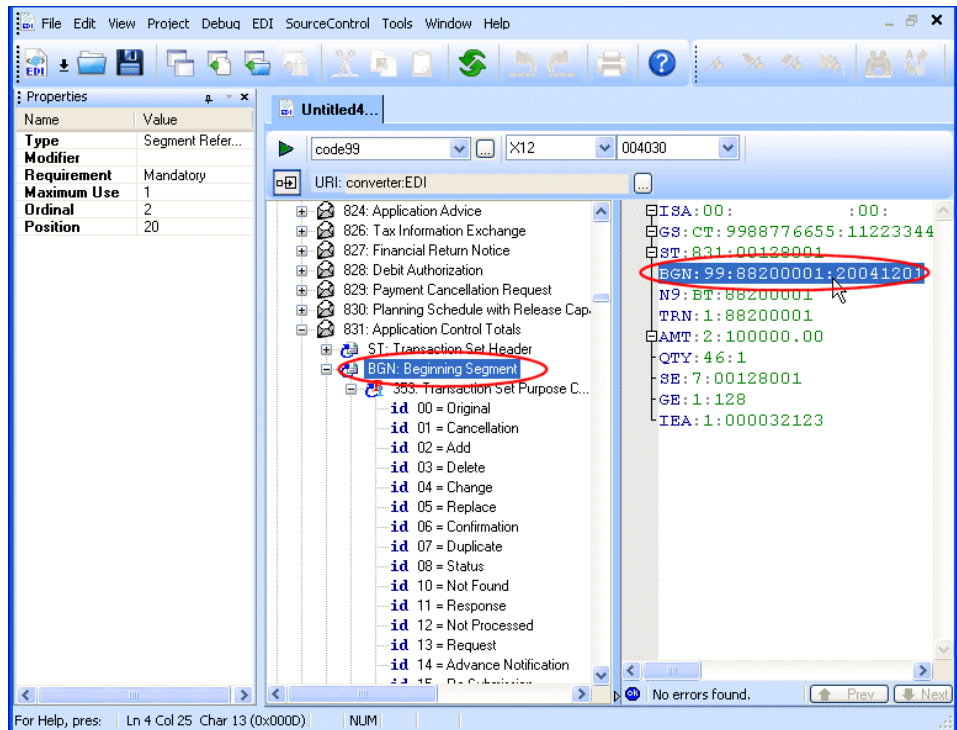 File Edit View Project Debug EDI SourceControl Tools Window Help
EDI
Properties
Name Value
Type Segment Refer...
Modifier
Requirement Mandatory
Maximum Use 1
Ordinal 2
Position 20
Untitled4...
code99 ... X12 004030
URI: converter:EDI ...
824: Application Advice
826: Tax Information Exchange
827: Financial Return Notice
828: Debit Authorization
829: Payment Cancellation Request
830: Planning Schedule with Release Cap
831: Application Control Totals
ST: Transaction Set Header
BGN: Beginning Segment
353: Transaction Set Purpose C...
id 00 = Original
id 01 = Cancellation
id 02 = Add
id 03 = Delete
id 04 = Change
id 05 = Replace
id 06 = Confirmation
id 07 = Duplicate
id 08 = Status
id 10 = Not Found
id 11 = Response
id 12 = Not Processed
id 13 = Request
id 14 = Advance Notification
ISA:00: :00:
GS:CT:9988776655:11223344
ST:831:00128001
BGN:99:88200001:20041201
N9:BT:88200001
TRN:1:88200001
AMT:2:100000.00
QTY:46:1
SE:7:00128001
GE:1:128
IEA:1:000032123
No errors found. Prev Next
For Help, pres: Ln 4 Col 25 Char 13 (0x000D) NUM